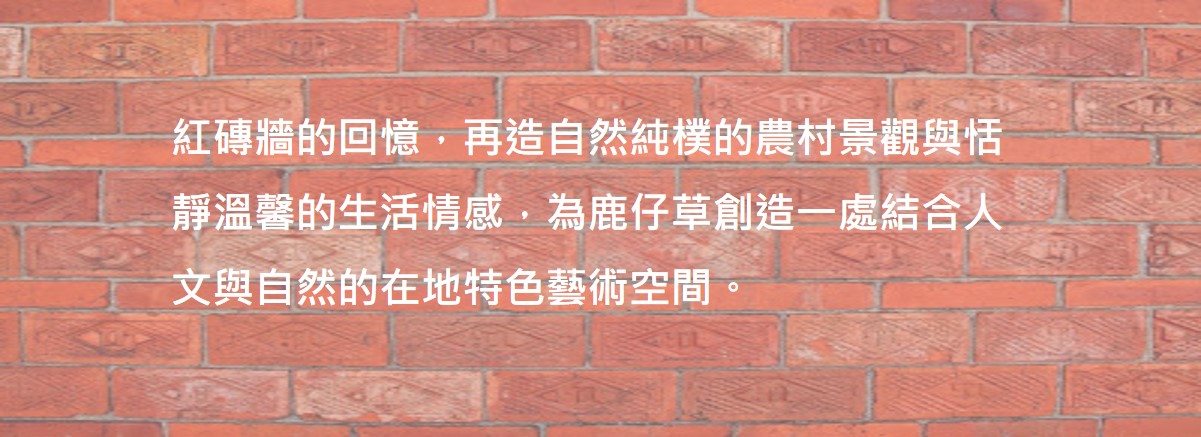 紅磚牆的回憶，再造自然純樸的農村景觀與恬
靜溫馨的生活情感，為鹿仔草創造一處結合人
文與自然的在地特色藝術空間。